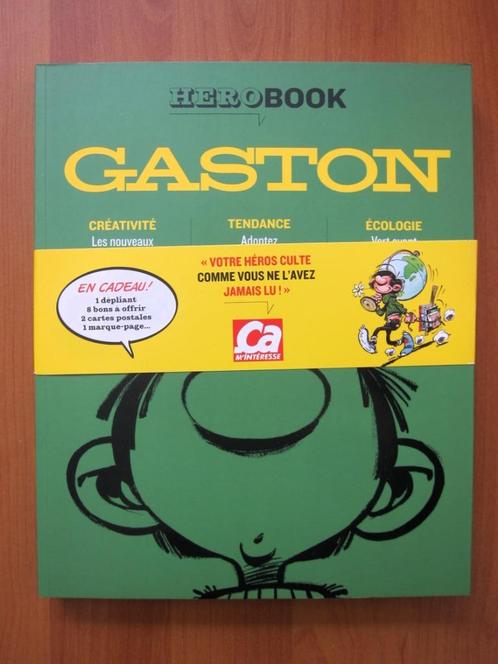 HEROBOOK
GASTON
CRÉATIVITÉ
Les nouveaux
TENDANCE
Adoptez
ÉCOLOGIE
Vert avant
EN CADEAU !
1 dépliant
8 bons à offrir
2 cartes postales
1 marque-page...
« VOTRE HÉROS CULTE
COMME VOUS NE L'AVEZ
JAMAIS LU ! »
Ça
M'INTÉRESSE